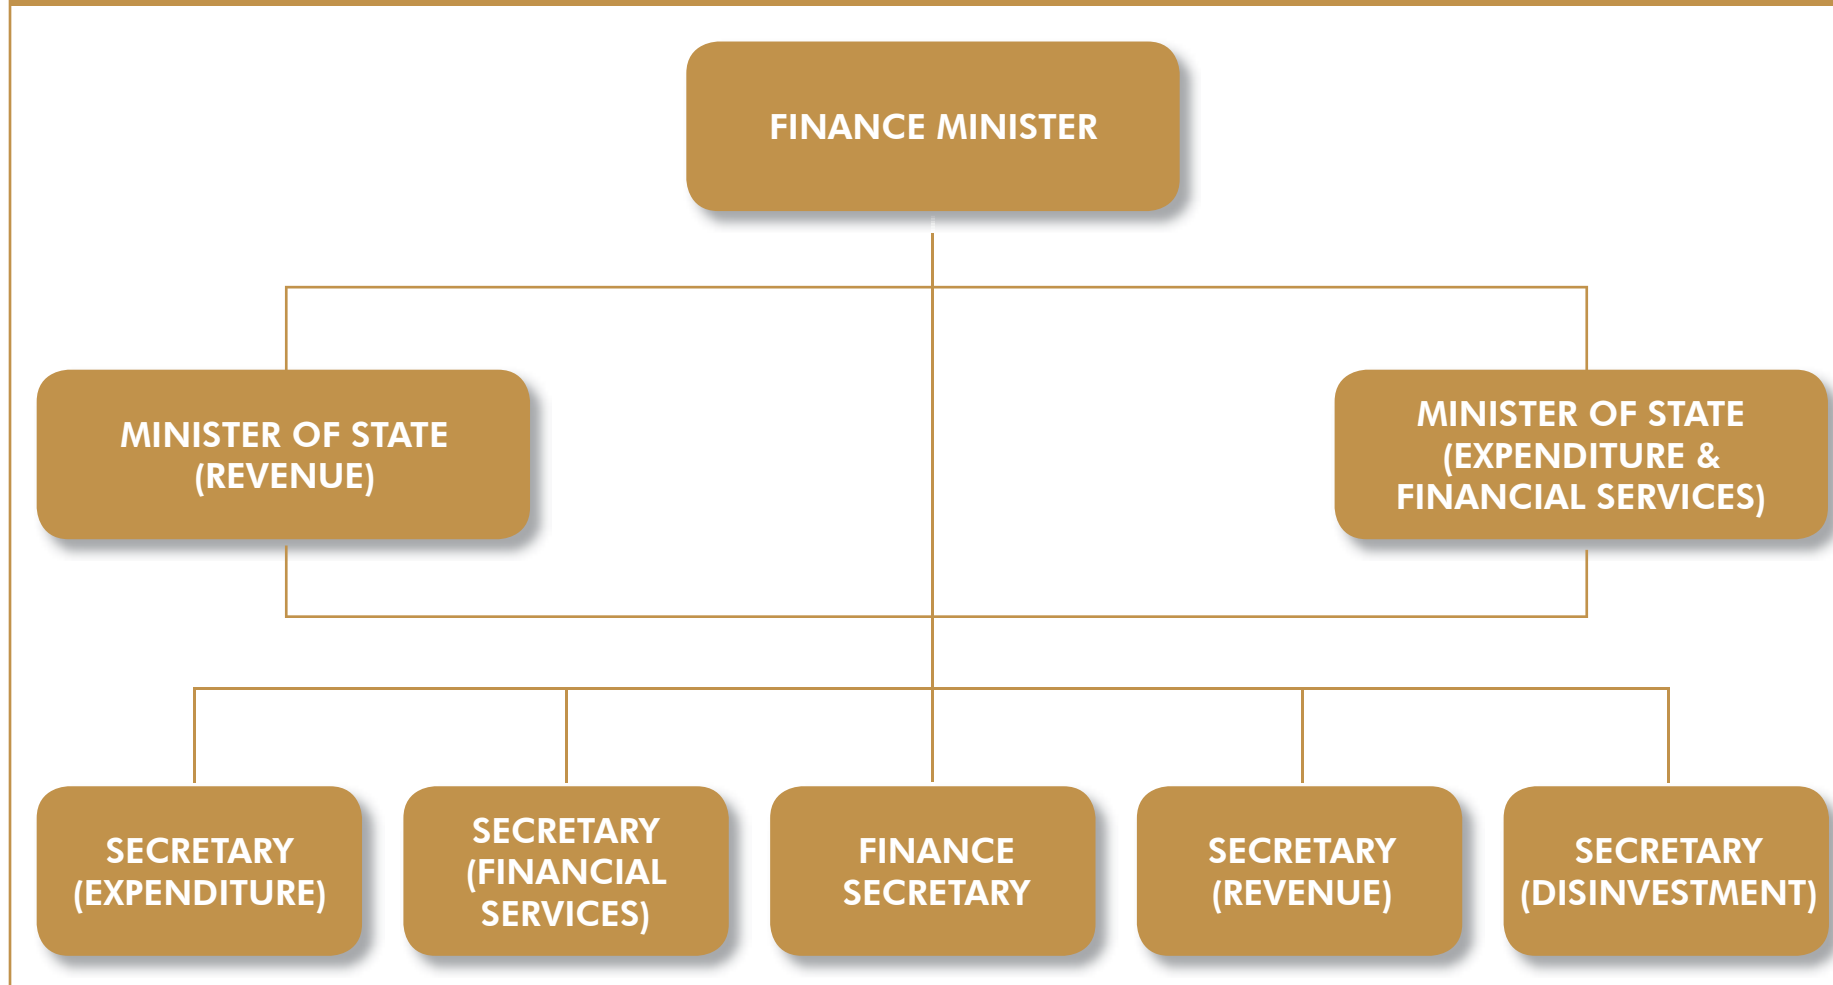 FINANCE MINISTER
MINISTER OF STATE
(REVENUE)
MINISTER OF STATE
(EXPENDITURE &
FINANCIAL SERVICES)
SECRETARY
(EXPENDITURE)
SECRETARY
(FINANCIAL
SERVICES)
FINANCE
SECRETARY
SECRETARY
(REVENUE)
SECRETARY
(DISINVESTMENT)